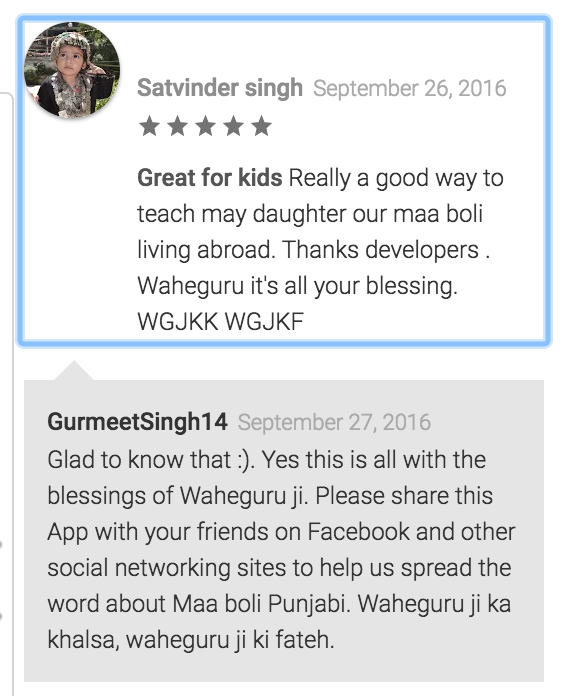 Satvinder singh September 26, 2016
Great for kids Really a good way to
teach may daughter our maa boli
living abroad. Thanks developers .
Waheguru it's all your blessing.
WGJKK WGJKF
GurmeetSingh14 September 27, 2016
Glad to know that :). Yes this is all with the
blessings of Waheguru ji. Please share this
App with your friends on Facebook and other
social networking sites to help us spread the
word about Maa boli Punjabi. Waheguru ji ka
khalsa, waheguru ji ki fateh.